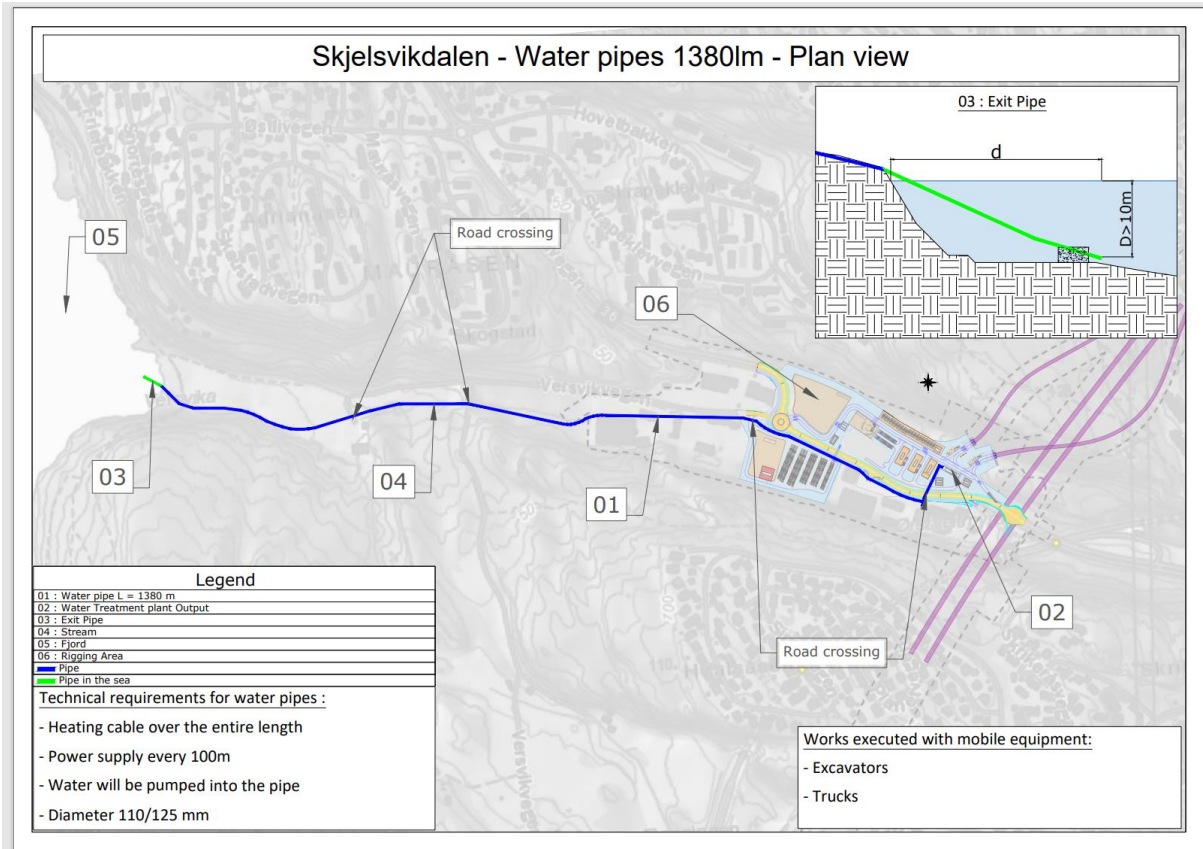 Skjelsvikdalen - Water pipes 1380lm - Plan view
03 : Exit Pipe
d
D>10m
Østlivegen
Hovetbakken
05
Road crossing
06
Skogstad
Versvikvegen
03
04
01
02
Road crossing
Legend
01 : Water pipe L = 1380 m
02 : Water Treatment plant Output
03 : Exit Pipe
04 : Stream
05 : Fjord
06 : Rigging Area
Pipe
Pipe in the sea
Technical requirements for water pipes :
- Heating cable over the entire length
- Power supply every 100m
- Water will be pumped into the pipe
- Diameter 110/125 mm
Works executed with mobile equipment:
- Excavators
- Trucks